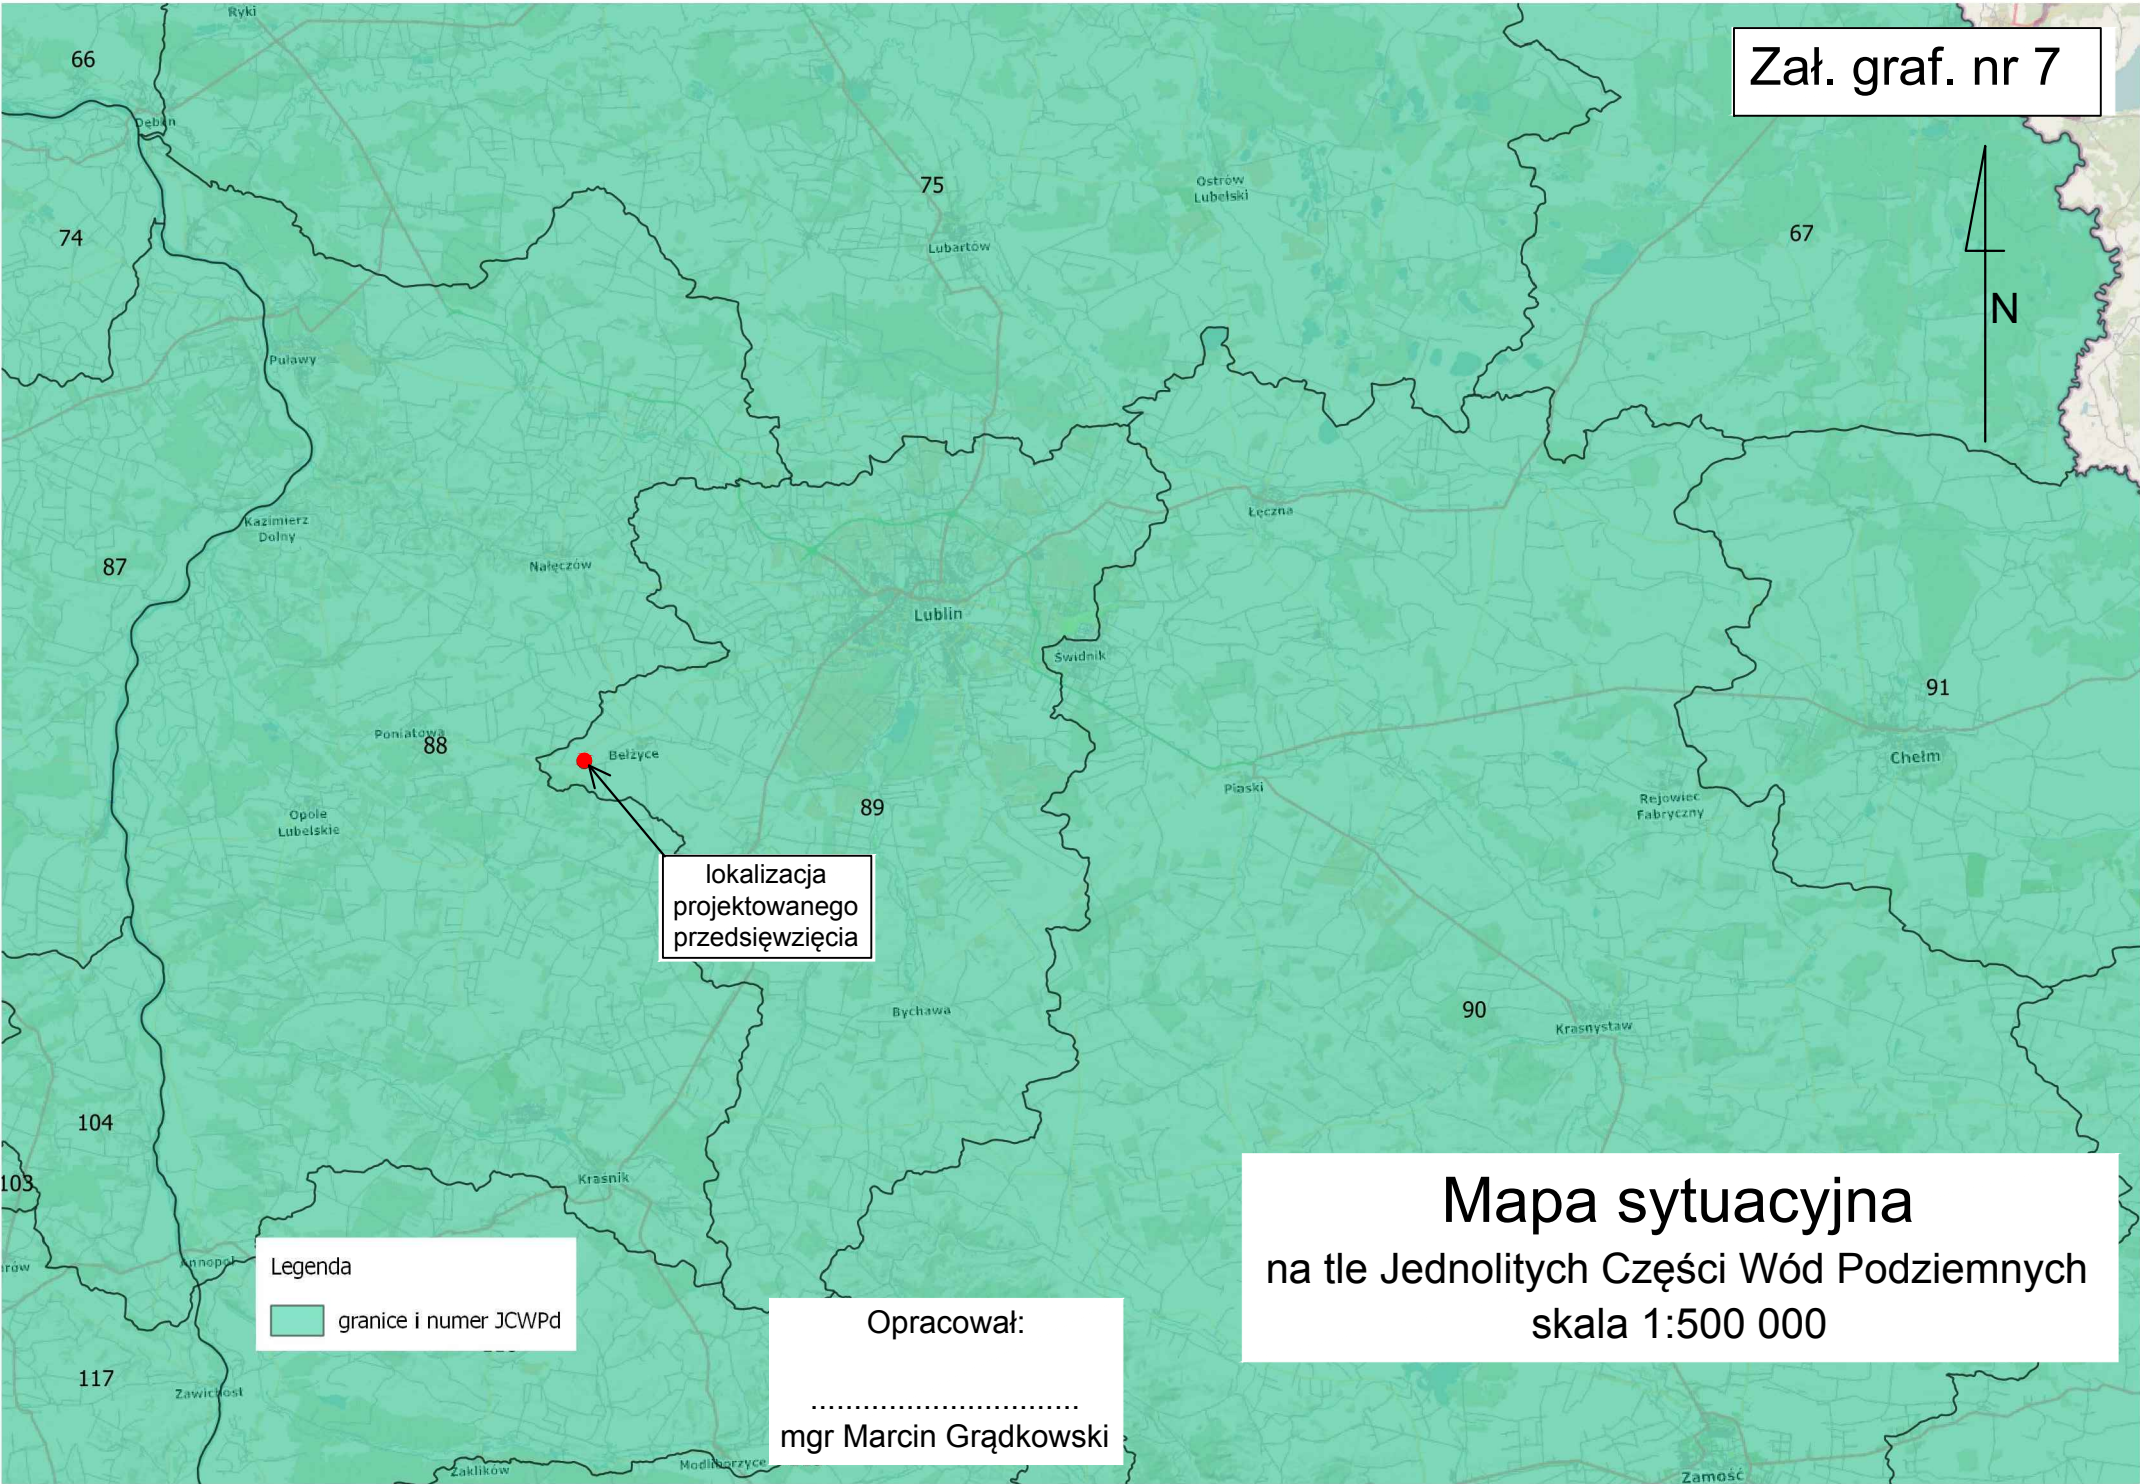 Ryki
66
Zał. graf. nr 7
Dęblin
75
Ostrów
Lubelski
74
67
Lubartów
N
Puławy
Łęczna
Kazimierz
Dolny
87
Nałęczów
Lublin
Świdnik
91
Poniatowa
88
Bełżyce
Chełm
Piaski
Rejowiec
Fabryczny
89
Opole
Lubelskie
lokalizacja
projektowanego
przedsięwzięcia
90
Bychawa
Krasnystaw
104
103
Kraśnik
Mapa sytuacyjna
na tle Jednolitych Części Wód Podziemnych
skala 1:500 000
Annopol
Legenda
granice i numer JCWPd
Opracował:
...............................
mgr Marcin Grądkowski
117
Zawichost
Zaklików
Modliborzyce
Zamość